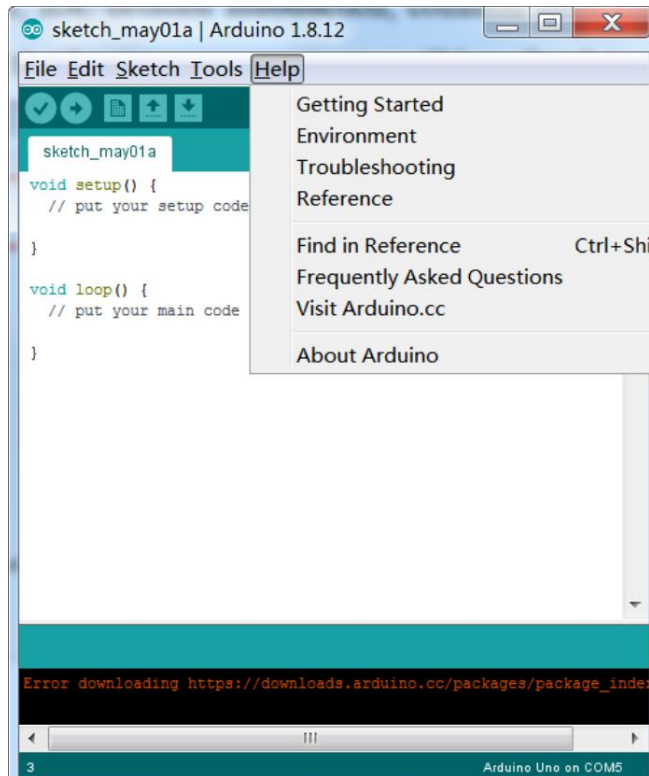 sketch_may01a | Arduino 1.8.12
File Edit Sketch Tools Help
Getting Started
Environment
Troubleshooting
Reference
Find in Reference Ctrl+Shi
Frequently Asked Questions
Visit Arduino.cc
About Arduino
sketch_may01a
void setup() {
// put your setup code
}
void loop() {
// put your main code
}
Error downloading https://downloads.arduino.cc/packages/package_index
3 Arduino Uno on COM5